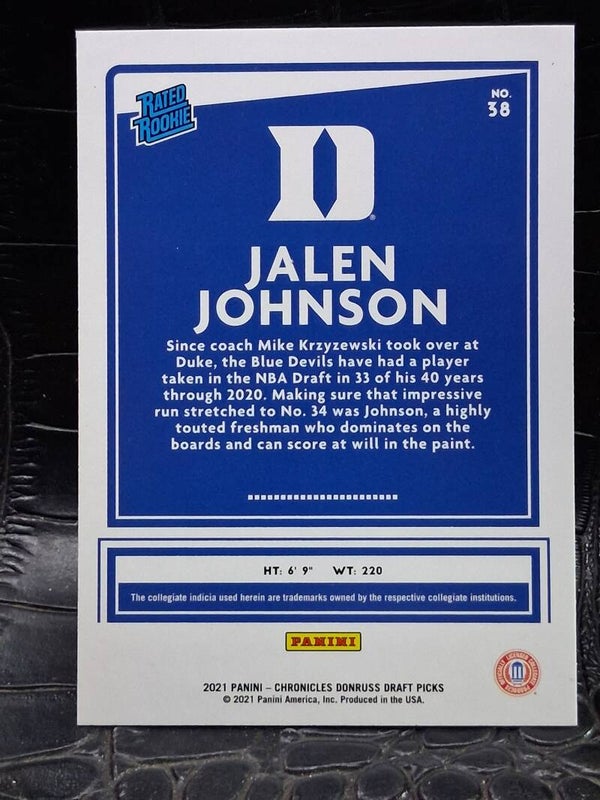 RATED
ROOKIE
NO.
38
D
JALEN
JOHNSON
Since coach Mike Krzyzewski took over at
Duke, the Blue Devils have had a player
taken in the NBA Draft in 33 of his 40 years
through 2020. Making sure that impressive
run stretched to No. 34 was Johnson, a highly
touted freshman who dominates on the
boards and can score at will in the paint.
HT: 6' 9" WT: 220
The collegiate indicia used herein are trademarks owned by the respective collegiate institutions.
PANINI
OFFICIALLY LICENSED COLLEGIATE PRODUCTS
2021 PANINI – CHRONICLES DONRUSS DRAFT PICKS
© 2021 Panini America, Inc. Produced in the USA.